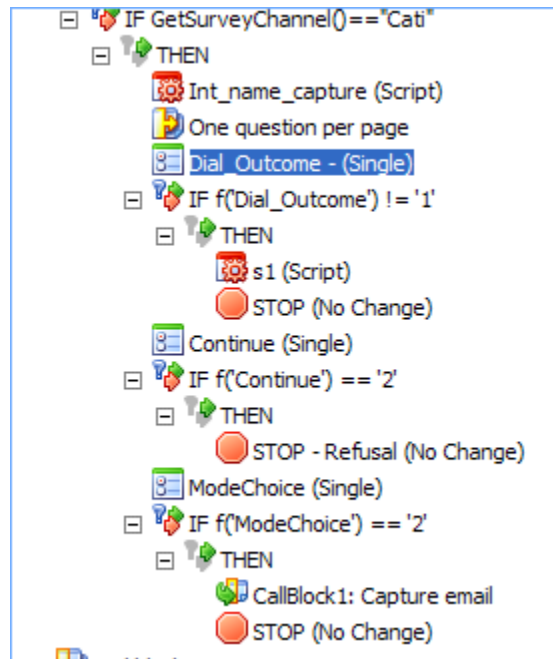 IF GetSurveyChannel()=="Cati"
THEN
Int_name_capture (Script)
One question per page
Dial_Outcome - (Single)
IF f('Dial_Outcome') != '1'
THEN
s1 (Script)
STOP (No Change)
Continue (Single)
IF f('Continue') == '2'
THEN
STOP - Refusal (No Change)
ModeChoice (Single)
IF f('ModeChoice') == '2'
THEN
CallBlock1: Capture email
STOP (No Change)